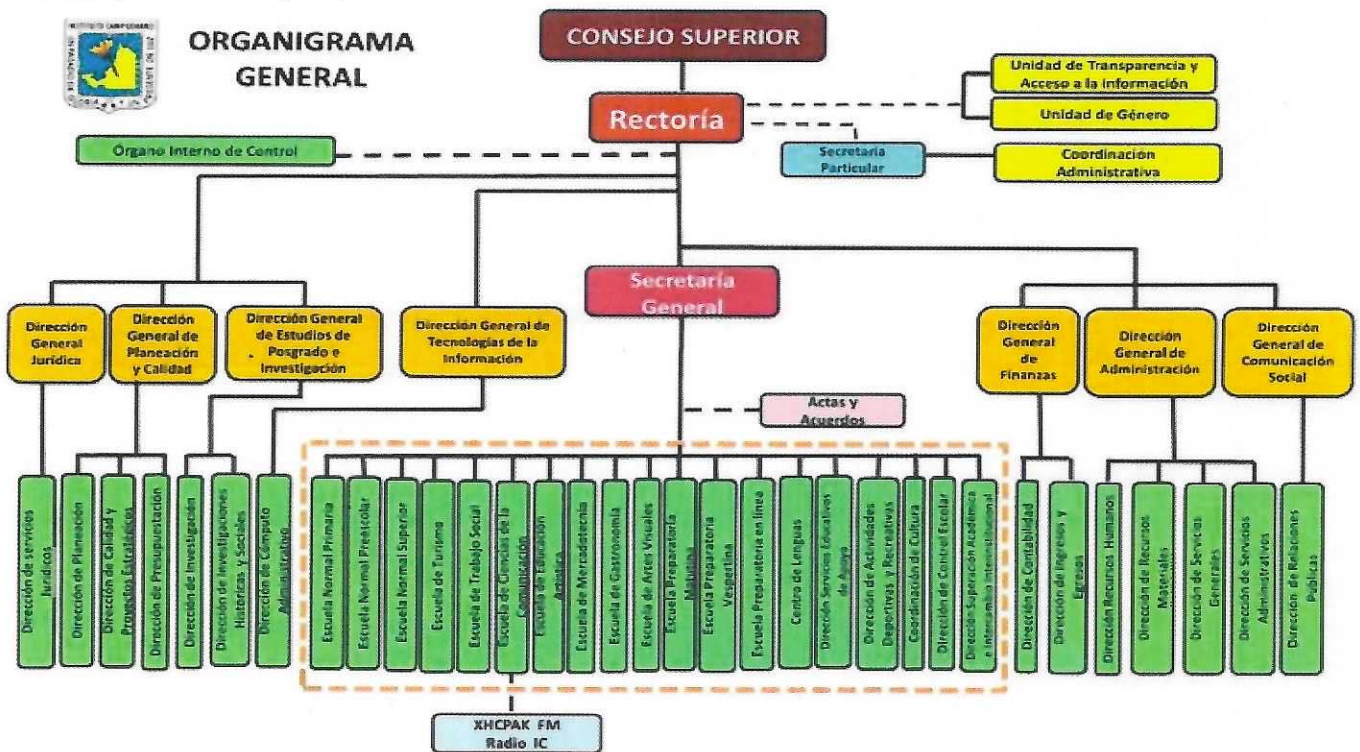 INSTITUTO CAMPECHANO
ORGANIGRAMA
GENERAL
CONSEJO SUPERIOR
Rectoría
Unidad de Transparencia y
Acceso a la Información
Unidad de Género
Órgano Interno de Control
Secretaría
Particular
Coordinación
Administrativa
Secretaría
General
Dirección
General
Jurídica
Dirección
General de
Planeación
y Calidad
Dirección General
de Estudios de
Posgrado e
Investigación
Dirección General de
Tecnologías de la
Información
Dirección
General
de
Finanzas
Dirección
General de
Administración
Dirección
General de
Comunicación
Social
Actas y
Acuerdos
Dirección de servicios
Jurídicos
Dirección de Planeación
Dirección de Calidad y
Proyectos Estratégicos
Dirección de Presupuestación
Dirección de Investigación
Dirección de Investigaciones
Históricas y Sociales
Dirección de Cómputo
Administrativo
Escuela Normal Primaria
Escuela Normal Preescolar
Escuela Normal Superior
Escuela de Turismo
Escuela de Trabajo Social
Escuela de Ciencias de la
Comunicación
Escuela de Educación
Artística
Escuela de Mercadotecnia
Escuela de Gastronomía
Escuela de Artes Visuales
Escuela Preparatoria
Matutina
Escuela Preparatoria
Vespertina
Escuela Preparatoria en línea
Centro de Lenguas
Dirección Servicios Educativos
de Apoyo
Dirección de Actividades
Deportivas y Recreativas
Coordinación de Cultura
Dirección de Control Escolar
Dirección Superación Académica
e Intercambio Interinstitucional
Dirección de Contabilidad
Dirección de Ingresos y
Egresos
Dirección Recursos Humanos
Dirección de Recursos
Materiales
Dirección de Servicios
Generales
Dirección de Servicios
Administrativos
Dirección de Relaciones
Públicas
XHCPAK FM
Radio IC